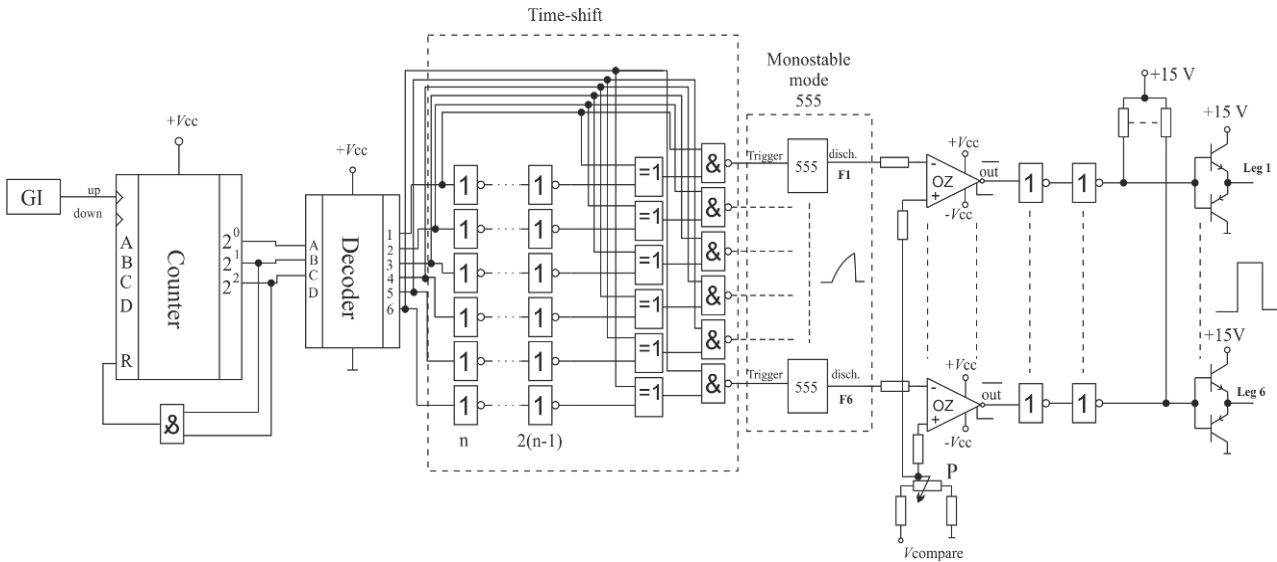 Time-shift
Monostable
mode
555
+15 V
+Vcc
GI
up
down
A
B
C
D
R
Counter
2^0
2^1
2^2
&
+Vcc
A
B
C
D
Decoder
1
2
3
4
5
6
1 1 =1 &
1 1 =1 &
1 1 =1 &
1 1 =1 &
1 1 =1 &
1 1 =1 &
n 2(n-1)
Trigger 555 disch.
F1
Trigger 555 disch.
F6
+Vcc
-
OZ
+
-Vcc
out
1 1
+15 V
Leg 1
+Vcc
-
OZ
+
-Vcc
out
1 1
+15V
Leg 6
P
Vcompare